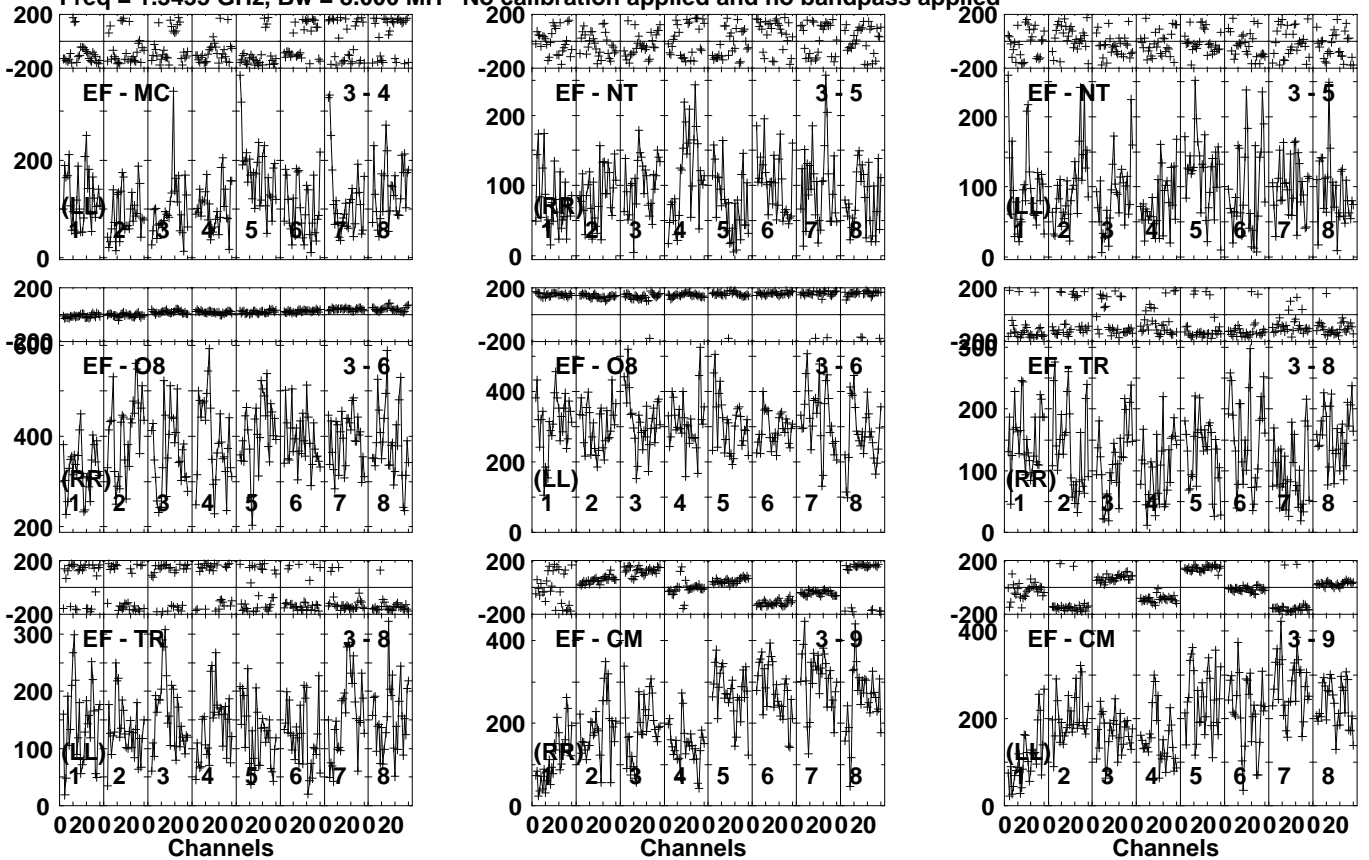 Freq = 1.3459 GHz, Bw = 8.000 MH No calibration applied and no bandpass applied
200 200
-200 -200 -200
EF - MC 3 - 4 EF - NT 3 - 5 EF - NT 3 - 5
200 200
200
100 100
(LL) (RR) (LL)
1 2 3 4 5 6 7 8 1 2 3 4 5 6 7 8 1 2 3 4 5 6 7 8
0 0 0
200 200 200
-200 -200 -200
600 300
EF - O8 3 - 6 EF - O8 3 - 6 EF - TR 3 - 8
400 400 200
200 100
(RR) (LL) (RR)
1 2 3 4 5 6 7 8 1 2 3 4 5 6 7 8 1 2 3 4 5 6 7 8
200 0 0
200 200 200
-200 -200 -200
300 400 400
EF - TR 3 - 8 EF - CM 3 - 9 EF - CM 3 - 9
200 200 200
100
(LL) (RR) (LL)
1 2 3 4 5 6 7 8 1 2 3 4 5 6 7 8 1 2 3 4 5 6 7 8
0 0 0
0 20 0 20 0 20 0 20 0 20 0 20 0 20 0 20 0 20 0 20 0 20 0 20 0 20 0 20 0 20 0 20 0 20 0 20 0 20 0 20 0 20 0 20 0 20 0 20
Channels Channels Channels